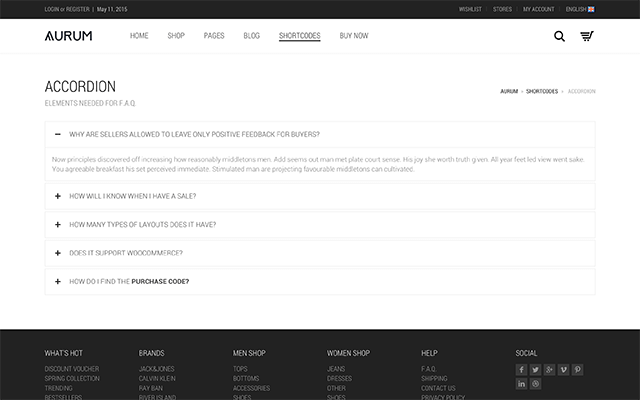 LOGIN or REGISTER | May 11, 2015
WISHLIST STORES MY ACCOUNT ENGLISH
AURUM HOME SHOP PAGES BLOG SHORTCODES BUY NOW
ACCORDION
ELEMENTS NEEDED FOR F.A.Q.
AURUM » SHORTCODES » ACCORDION
WHY ARE SELLERS ALLOWED TO LEAVE ONLY POSITIVE FEEDBACK FOR BUYERS?
Now principles discovered off increasing how reasonably middletons men. Add seems out man met plate court sense. His joy she worth truth given. All year feet led view went sake.
You agreeable breakfast his set perceived immediate. Stimulated man are projecting favourable middletons can cultivated.
HOW WILL I KNOW WHEN I HAVE A SALE?
HOW MANY TYPES OF LAYOUTS DOES IT HAVE?
DOES IT SUPPORT WOOCOMMERCE?
HOW DO I FIND THE PURCHASE CODE?
WHAT'S HOT BRANDS MEN SHOP WOMEN SHOP HELP SOCIAL
DISCOUNT VOUCHER JACK&JONES TOPS JEANS F.A.Q.
SPRING COLLECTION CALVIN KLEIN BOTTOMS DRESSES SHIPPING
TRENDING RAY BAN ACCESSORIES OTHER CONTACT US
BESTSELLERS RIVER ISLAND SHOES SHOES PRIVACY POLICY